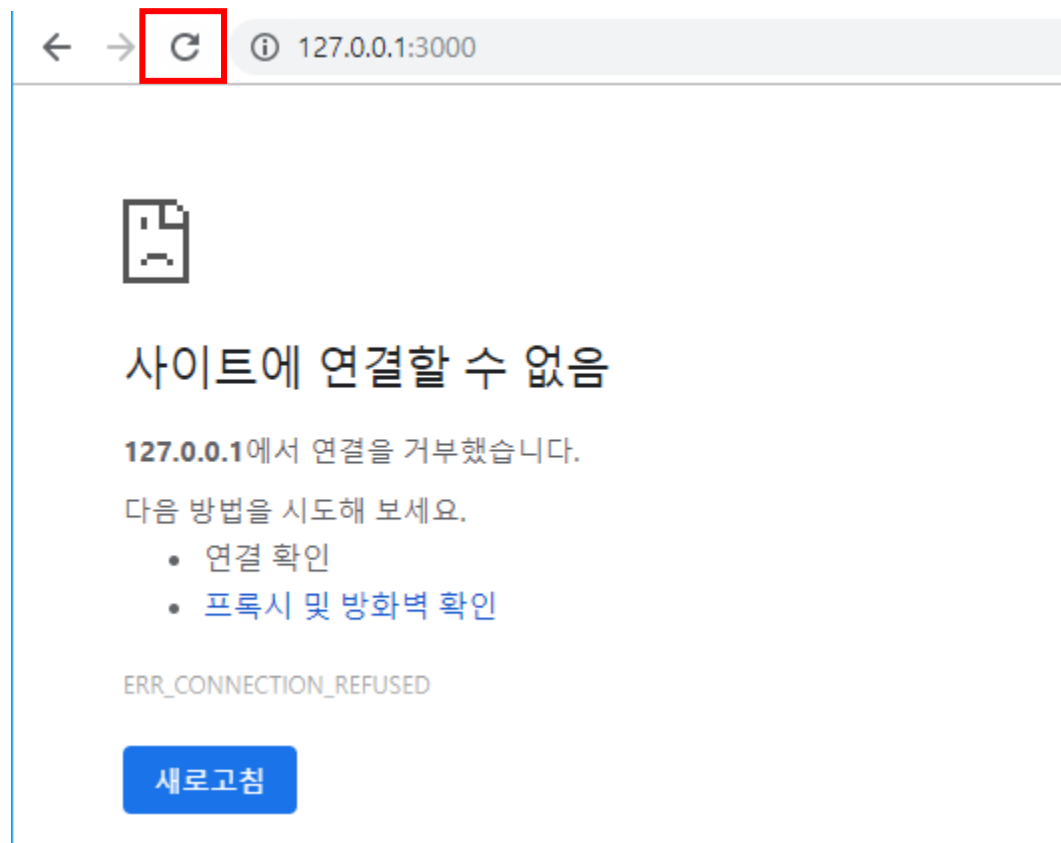 127.0.0.1:3000
사이트에 연결할 수 없음
127.0.0.1에서 연결을 거부했습니다.
다음 방법을 시도해 보세요.
연결 확인
프록시 및 방화벽 확인
ERR_CONNECTION_REFUSED
새로고침